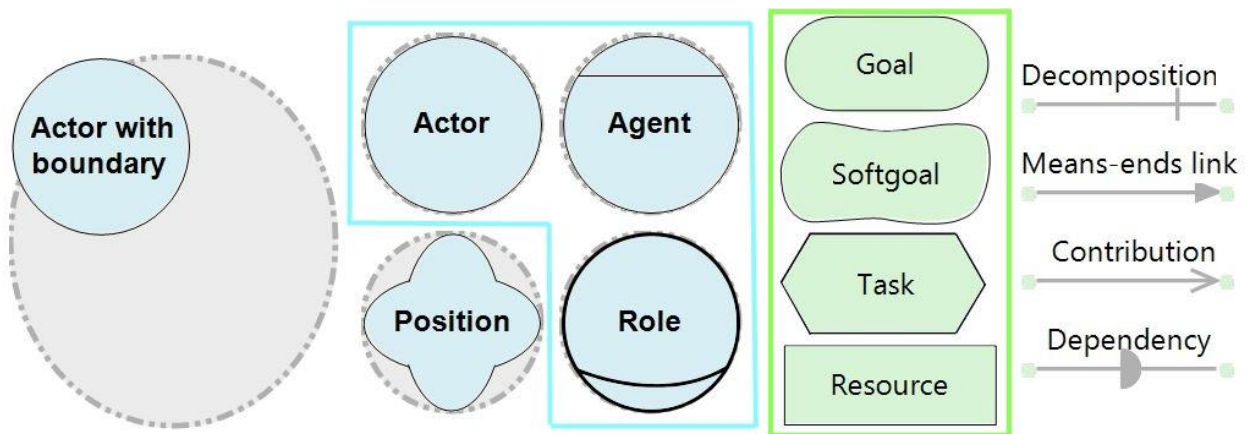 Actor with
boundary
Actor
Agent
Position
Role
Goal
Softgoal
Task
Resource
Decomposition
Means-ends link
Contribution
Dependency